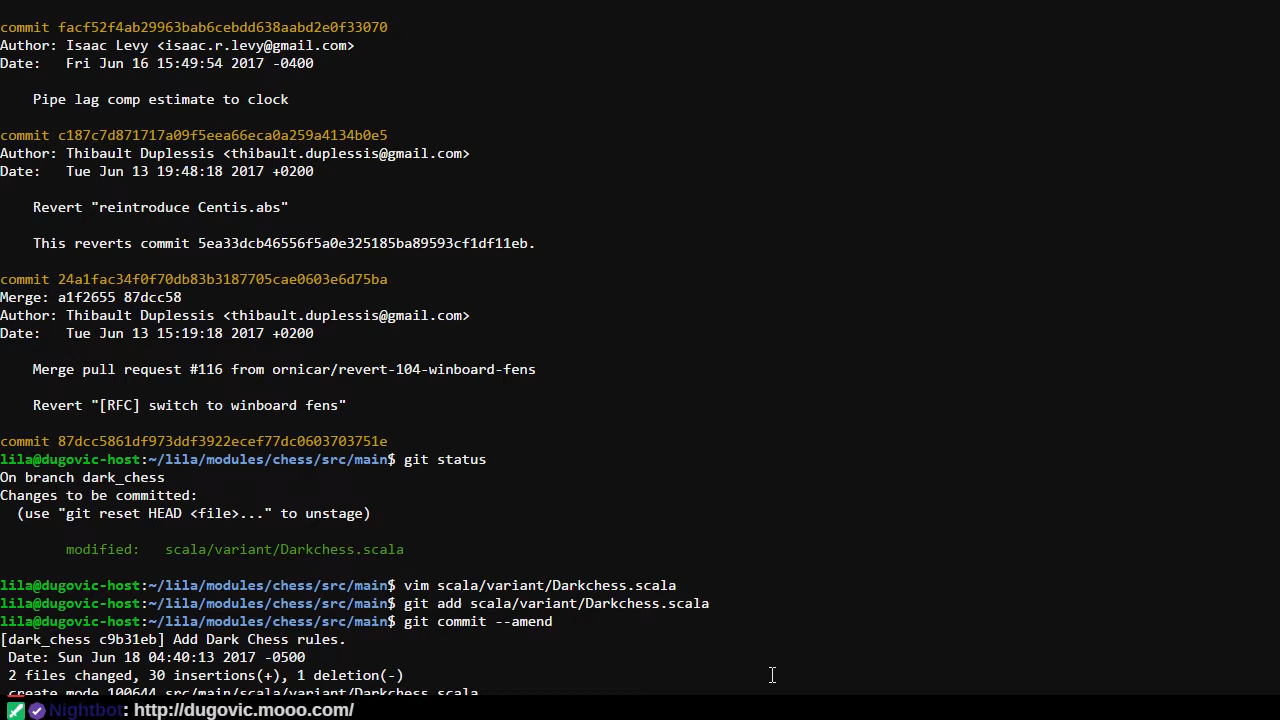 commit facf52f4ab29963bab6cebdd638aabd2e0f33070
Author: Isaac Levy <isaac.r.levy@gmail.com>
Date:   Fri Jun 16 15:49:54 2017 -0400
    Pipe lag comp estimate to clock
commit c187c7d871717a09f5eea66eca0a259a4134b0e5
Author: Thibault Duplessis <thibault.duplessis@gmail.com>
Date:   Tue Jun 13 19:48:18 2017 +0200
    Revert "reintroduce Centis.abs"
    This reverts commit 5ea33dcb46556f5a0e325185ba89593cf1df11eb.
commit 24a1fac34f0f70db83b3187705cae0603e6d75ba
Merge: a1f2655 87dcc58
Author: Thibault Duplessis <thibault.duplessis@gmail.com>
Date:   Tue Jun 13 15:19:18 2017 +0200
    Merge pull request #116 from ornicar/revert-104-winboard-fens
    Revert "[RFC] switch to winboard fens"
commit 87dcc5861df973ddf3922ecef77dc0603703751e
lila@dugovic-host:~/lila/modules/chess/src/main$ git status
On branch dark_chess
Changes to be committed:
  (use "git reset HEAD <file>..." to unstage)
        modified:   scala/variant/Darkchess.scala
lila@dugovic-host:~/lila/modules/chess/src/main$ vim scala/variant/Darkchess.scala
lila@dugovic-host:~/lila/modules/chess/src/main$ git add scala/variant/Darkchess.scala
lila@dugovic-host:~/lila/modules/chess/src/main$ git commit --amend
[dark_chess c9b31eb] Add Dark Chess rules.
 Date: Sun Jun 18 04:40:13 2017 -0500
 2 files changed, 30 insertions(+), 1 deletion(-)
 create mode 100644 src/main/scala/variant/Darkchess.scala
Nightbot: http://dugovic.mooo.com/